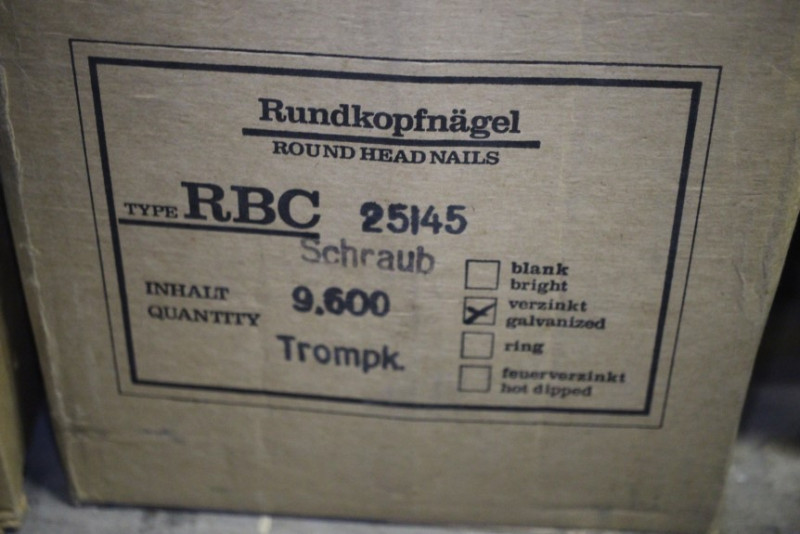 Rundkopfnägel
ROUND HEAD NAILS
TYPE RBC 25/45
Schraub
INHALT 9.600
QUANTITY
Trompk.
blank
bright
verzinkt
galvanized
ring
feuerverzinkt
hot dipped